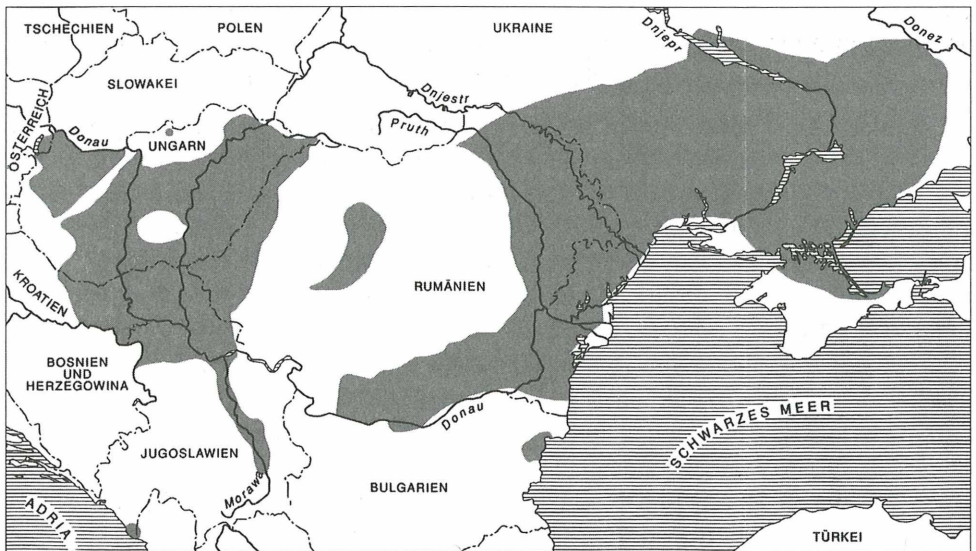 TSCHECHIEN
POLEN
UKRAINE
Dnjepr
Donez
SLOWAKEI
Dnjestr
ÖSTERREICH
Donau
UNGARN
Pruth
KROATIEN
RUMÄNIEN
BOSNIEN
UND
HERZEGOWINA
Donau
SCHWARZES MEER
JUGOSLAWIEN
Morawa
BULGARIEN
ADRIA
TÜRKEI